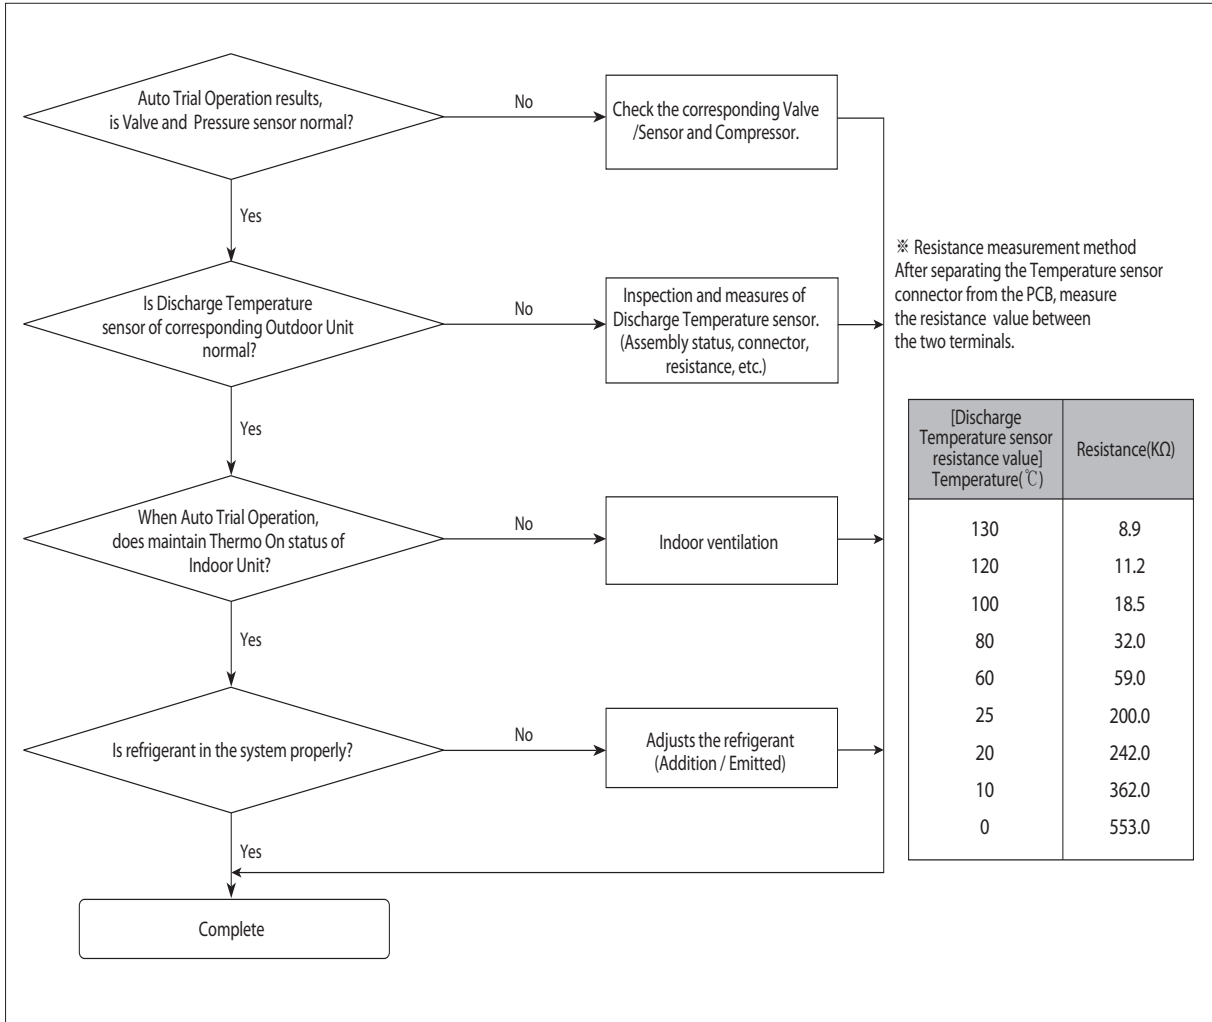 Auto Trial Operation results,
is Valve and Pressure sensor normal?
No
Check the corresponding Valve
/Sensor and Compressor.
Yes
Is Discharge Temperature
sensor of corresponding Outdoor Unit
normal?
No
Inspection and measures of
Discharge Temperature sensor.
(Assembly status, connector,
resistance, etc.)
Yes
When Auto Trial Operation,
does maintain Thermo On status of
Indoor Unit?
No
Indoor ventilation
Yes
Is refrigerant in the system properly?
No
Adjusts the refrigerant
(Addition / Emitted)
Yes
Complete
※ Resistance measurement method
After separating the Temperature sensor
connector from the PCB, measure
the resistance value between
the two terminals.
[Discharge
Temperature sensor
resistance value]
Temperature(℃)
Resistance(KΩ)
130 8.9
120 11.2
100 18.5
80 32.0
60 59.0
25 200.0
20 242.0
10 362.0
0 553.0